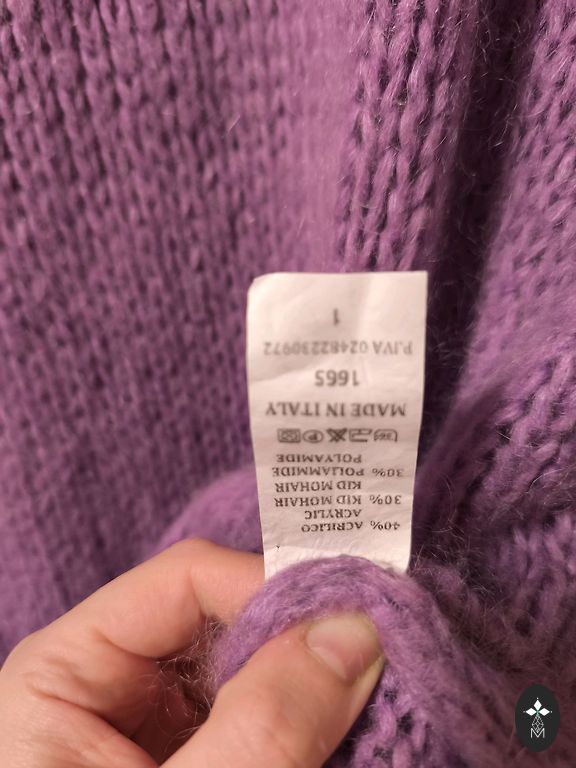 40% ACRILICO
ACRYLIC
30% KID MOHAIR
KID MOHAIR
30% POLIAMMIDE
POLYAMIDE
MADE IN ITALY
1665
P.IVA 02482230972
1
M